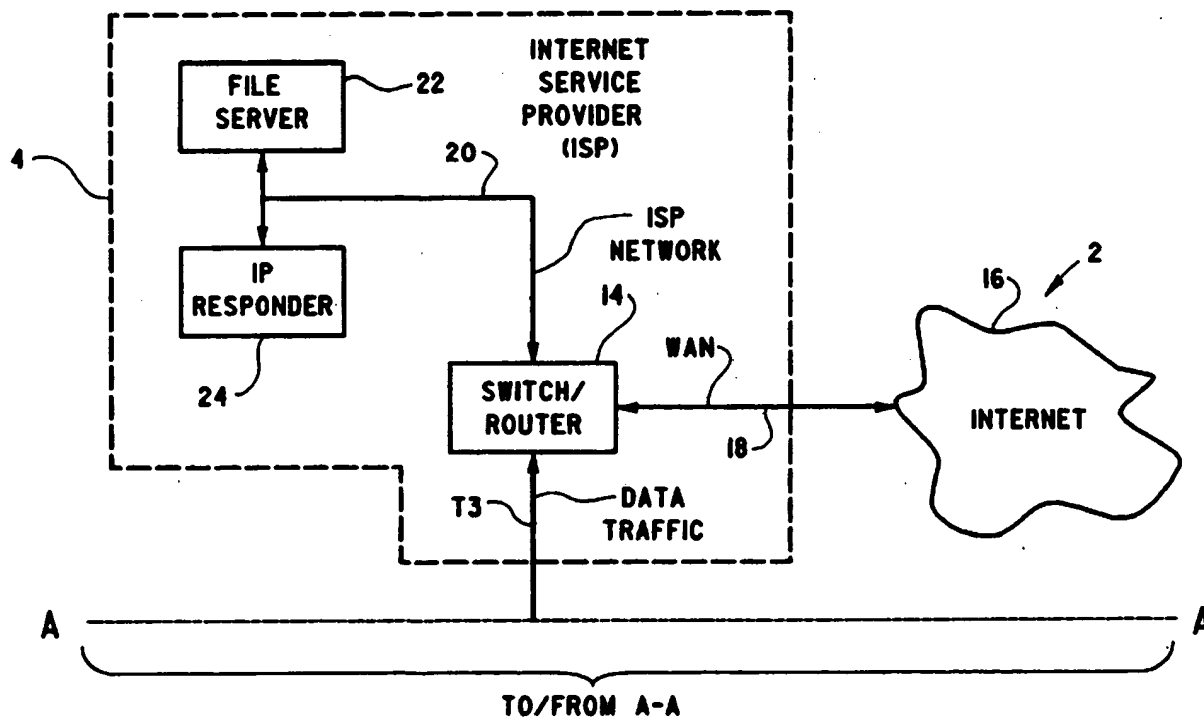 INTERNET
SERVICE
PROVIDER
(ISP)
FILE
SERVER
22
4
20
ISP
NETWORK
IP
RESPONDER
24
14
SWITCH/
ROUTER
WAN
18
2
16
INTERNET
T3
DATA
TRAFFIC
A
A
TO/FROM A-A